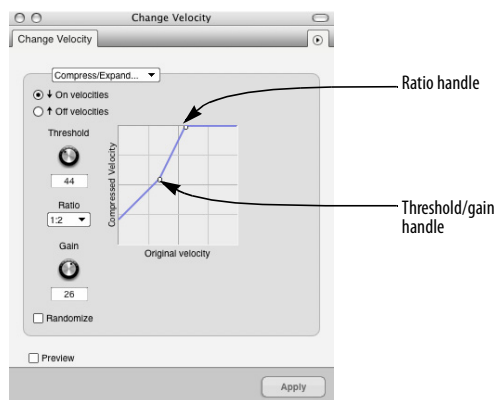 Change Velocity
Change Velocity
Compress/Expand...
↓ On velocities
↑ Off velocities
Threshold
44
Ratio
1:2
Gain
26
Randomize
Compressed Velocity
Original velocity
Preview
Apply
Ratio handle
Threshold/gain
handle